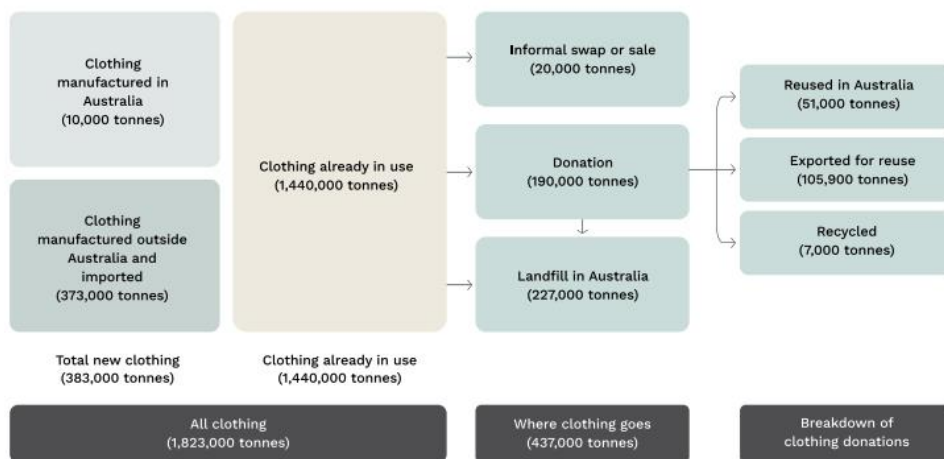 Clothing
manufactured in
Australia
(10,000 tonnes)
Clothing
manufactured outside
Australia and
imported
(373,000 tonnes)
Total new clothing
(383,000 tonnes)
Clothing already in use
(1,440,000 tonnes)
Clothing already in use
(1,440,000 tonnes)
All clothing
(1,823,000 tonnes)
Informal swap or sale
(20,000 tonnes)
Donation
(190,000 tonnes)
Landfill in Australia
(227,000 tonnes)
Where clothing goes
(437,000 tonnes)
Reused in Australia
(51,000 tonnes)
Exported for reuse
(105,900 tonnes)
Recycled
(7,000 tonnes)
Breakdown of
clothing donations